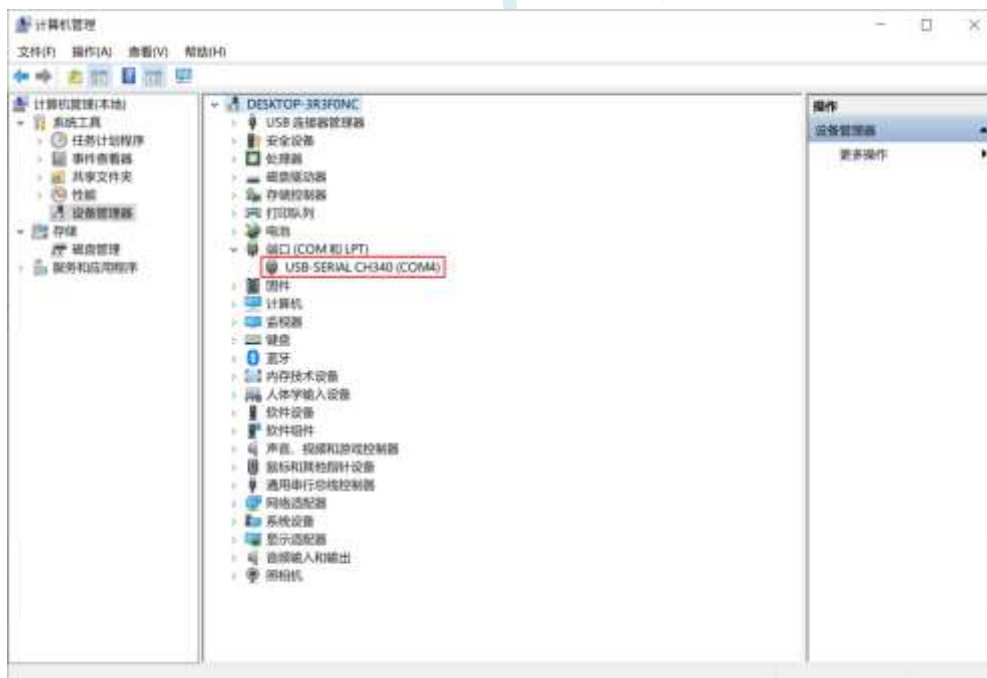 计算机管理
文件(F) 操作(A) 查看(V) 帮助(H)
计算机管理(本地)
系统工具
任务计划程序
事件查看器
共享文件夹
性能
设备管理器
存储
磁盘管理
服务和应用程序
DESKTOP-3R3F0NC
USB 连接器管理器
安全设备
处理器
磁盘驱动器
存储控制器
打印队列
电池
端口 (COM 和 LPT)
USB-SERIAL CH340 (COM4)
固件
计算机
监视器
键盘
蓝牙
内存技术设备
人体学输入设备
软件设备
软件组件
声音、视频和游戏控制器
鼠标和其他指针设备
通用串行总线控制器
网络适配器
系统设备
显示适配器
音频输入和输出
照相机
操作
设备管理器
更多操作